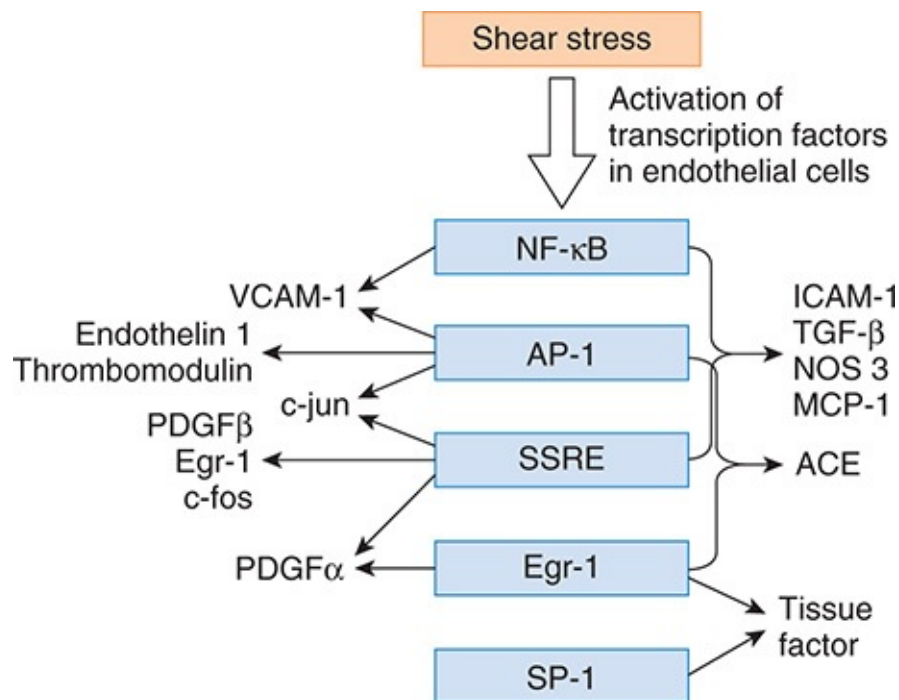 Shear stress
Activation of
transcription factors
in endothelial cells
NF-κB
VCAM-1
ICAM-1
TGF-β
NOS 3
MCP-1
Endothelin 1
Thrombomodulin
AP-1
c-jun
PDGFβ
Egr-1
c-fos
SSRE
ACE
PDGFα
Egr-1
Tissue
factor
SP-1